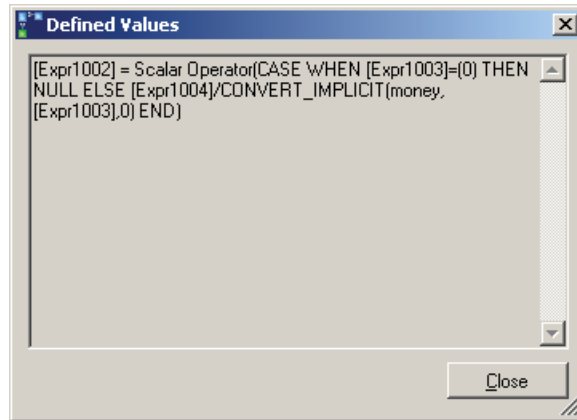 Defined Values
[Expr1002] = Scalar Operator(CASE WHEN [Expr1003]=(0) THEN
NULL ELSE [Expr1004]/CONVERT_IMPLICIT(money,
[Expr1003],0) END)
Close